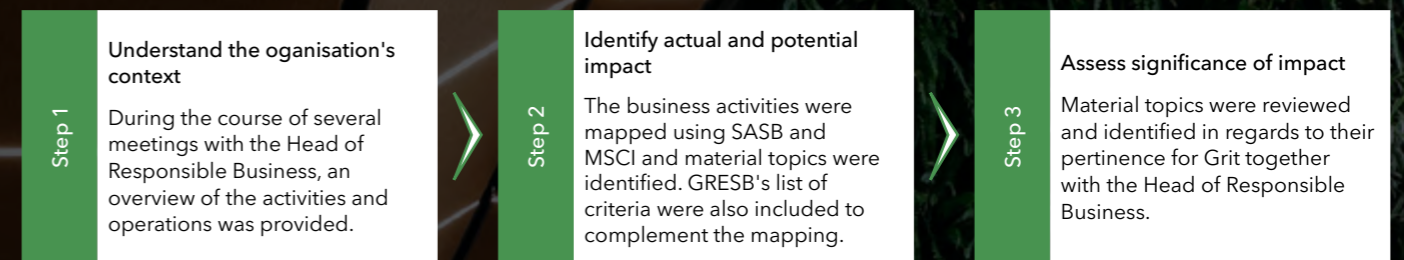 Step 1
Understand the oganisation's
context
During the course of several
meetings with the Head of
Responsible Business, an
overview of the activities and
operations was provided.
Step 2
Identify actual and potential
impact
The business activities were
mapped using SASB and
MSCI and material topics were
identified. GRESB's list of
criteria were also included to
complement the mapping.
Step 3
Assess significance of impact
Material topics were reviewed
and identified in regards to their
pertinence for Grit together
with the Head of Responsible
Business.